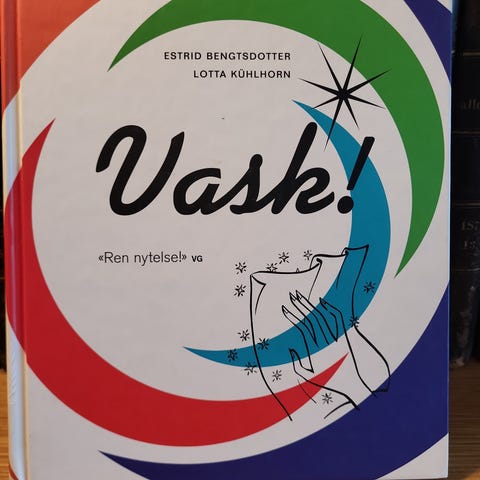 ESTRID BENGTSDOTTER
LOTTA KÜHLHORN
Vask!
«Ren nytelse!» VG